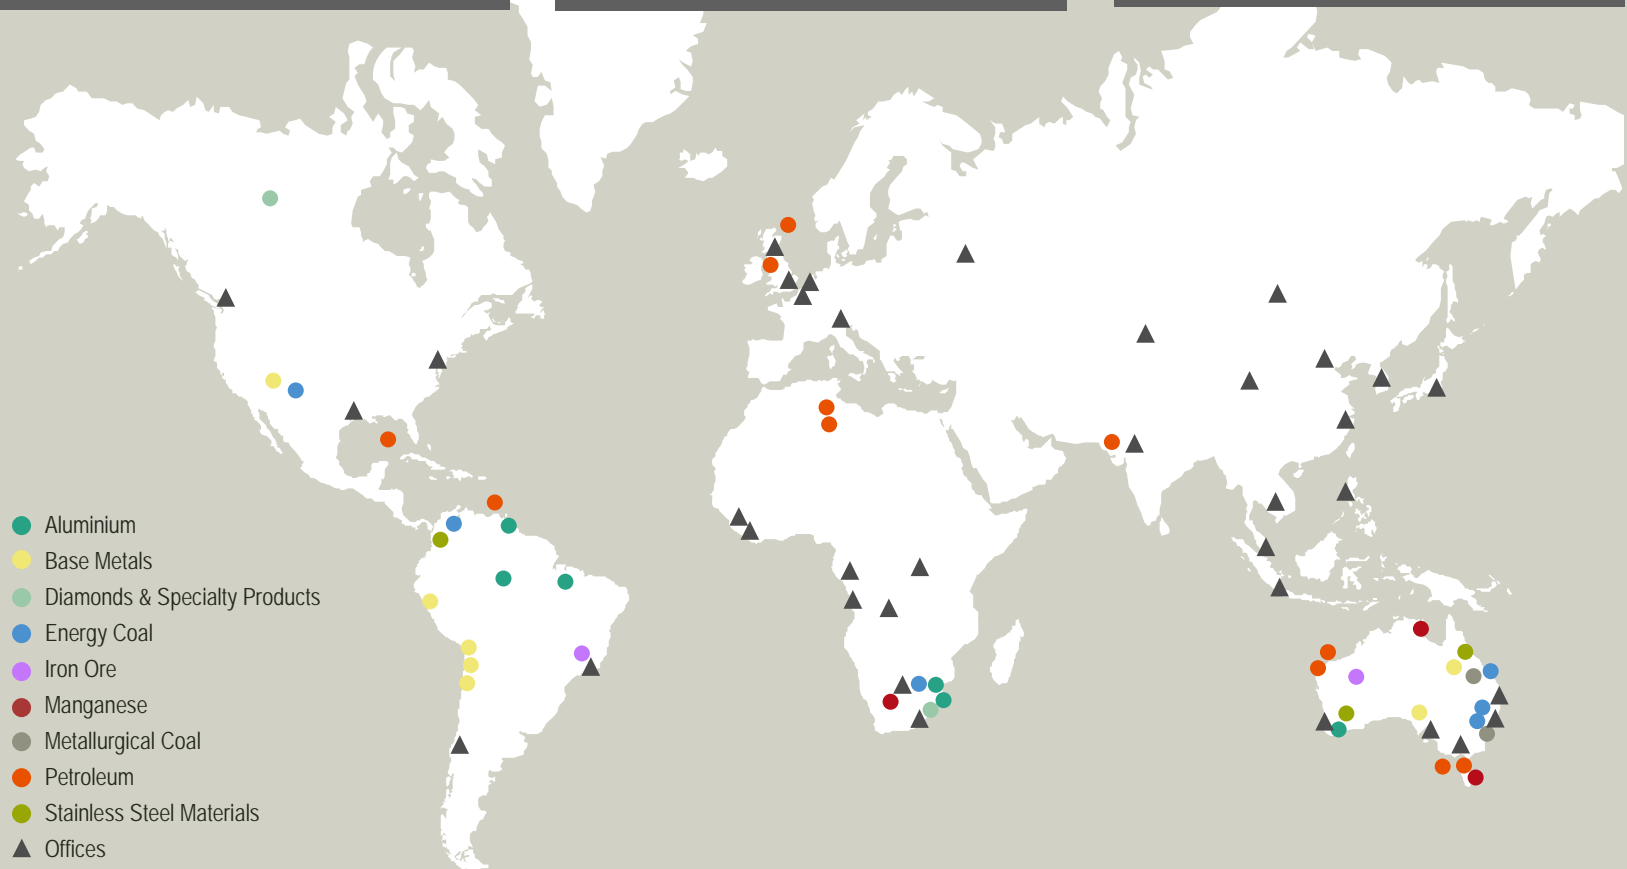 Aluminium
Base Metals
Diamonds & Specialty Products
Energy Coal
Iron Ore
Manganese
Metallurgical Coal
Petroleum
Stainless Steel Materials
Offices